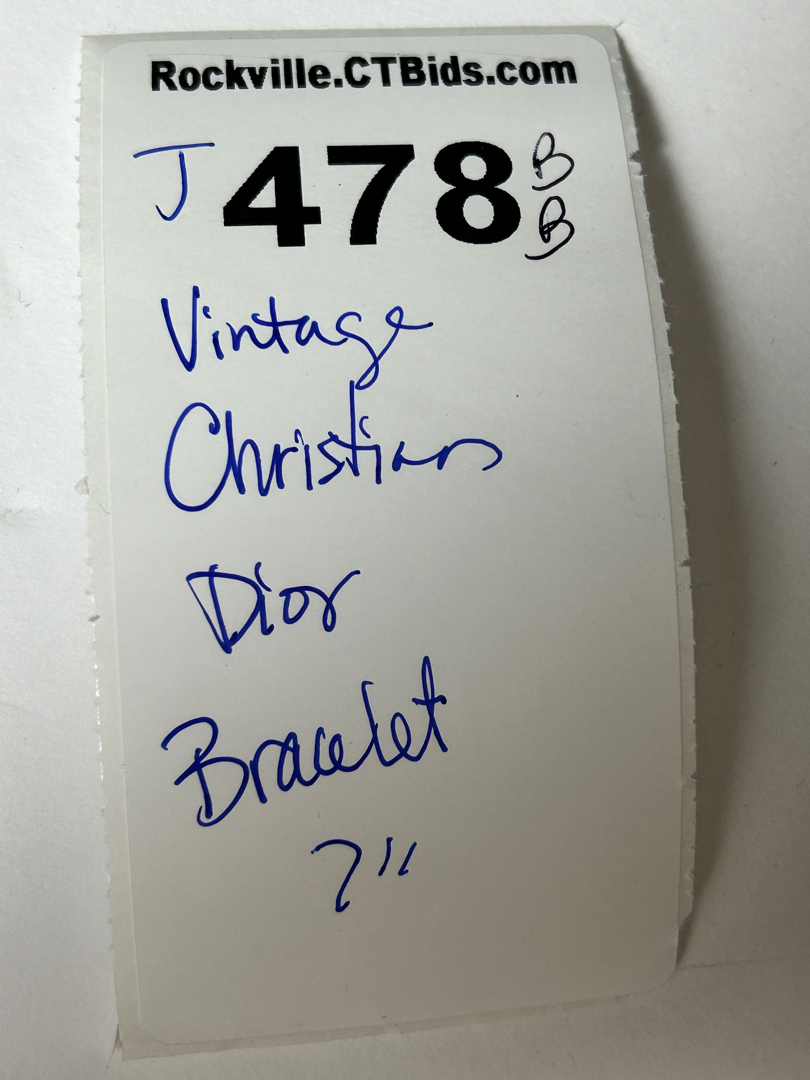 Rockville.CTBids.com
J 478 B B
Vintage
Christian
Dior
Bracelet
7"